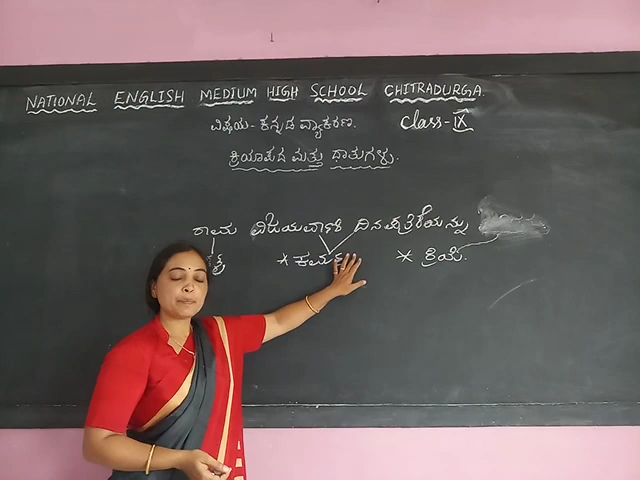 NATIONAL ENGLISH MEDIUM HIGH SCHOOL CHITRADURGA.
ವಿಷಯ- ಕನ್ನಡ ವ್ಯಾಕರಣ. Class-IX
ಕ್ರಿಯಾಪದ ಮತ್ತು ಧಾತುಗಳು.
ರಾಮ ವಿಜಯವಾಣಿ ದಿನಪತ್ರಿಕೆಯನ್ನು
* ಕರ್ಮ * ಕ್ರಿಯೆ.